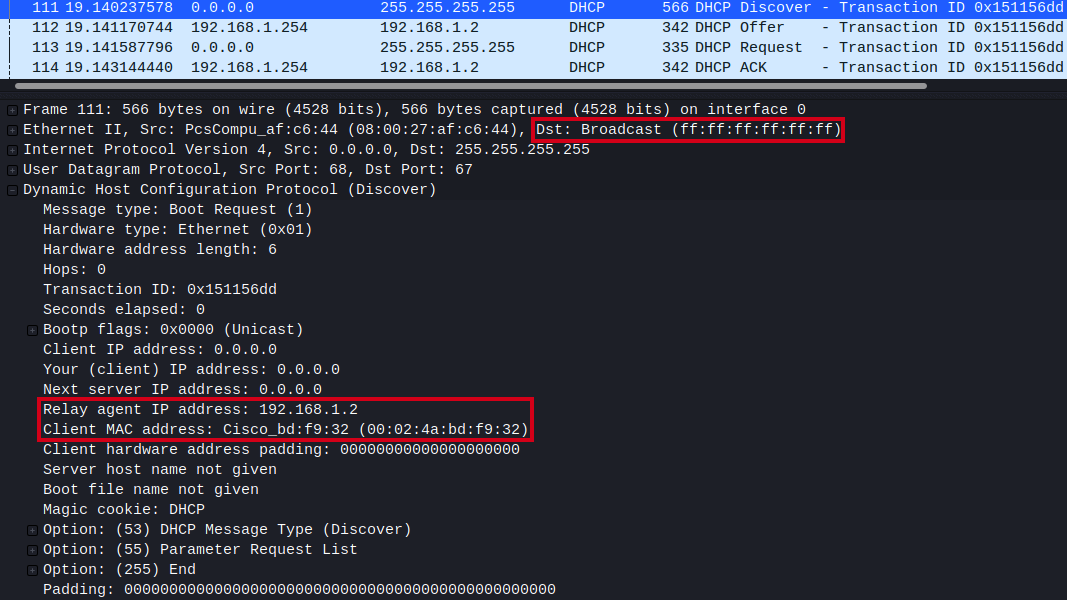 111 19.140237578 0.0.0.0 255.255.255.255 DHCP 566 DHCP Discover - Transaction ID 0x151156dd
112 19.141170744 192.168.1.254 192.168.1.2 DHCP 342 DHCP Offer - Transaction ID 0x151156dd
113 19.141587796 0.0.0.0 255.255.255.255 DHCP 335 DHCP Request - Transaction ID 0x151156dd
114 19.143144440 192.168.1.254 192.168.1.2 DHCP 342 DHCP ACK - Transaction ID 0x151156dd
Frame 111: 566 bytes on wire (4528 bits), 566 bytes captured (4528 bits) on interface 0
Ethernet II, Src: PcsCompu_af:c6:44 (08:00:27:af:c6:44), Dst: Broadcast (ff:ff:ff:ff:ff:ff)
Internet Protocol Version 4, Src: 0.0.0.0, Dst: 255.255.255.255
User Datagram Protocol, Src Port: 68, Dst Port: 67
Dynamic Host Configuration Protocol (Discover)
Message type: Boot Request (1)
Hardware type: Ethernet (0x01)
Hardware address length: 6
Hops: 0
Transaction ID: 0x151156dd
Seconds elapsed: 0
Bootp flags: 0x0000 (Unicast)
Client IP address: 0.0.0.0
Your (client) IP address: 0.0.0.0
Next server IP address: 0.0.0.0
Relay agent IP address: 192.168.1.2
Client MAC address: Cisco_bd:f9:32 (00:02:4a:bd:f9:32)
Client hardware address padding: 00000000000000000000
Server host name not given
Boot file name not given
Magic cookie: DHCP
Option: (53) DHCP Message Type (Discover)
Option: (55) Parameter Request List
Option: (255) End
Padding: 000000000000000000000000000000000000000000000000